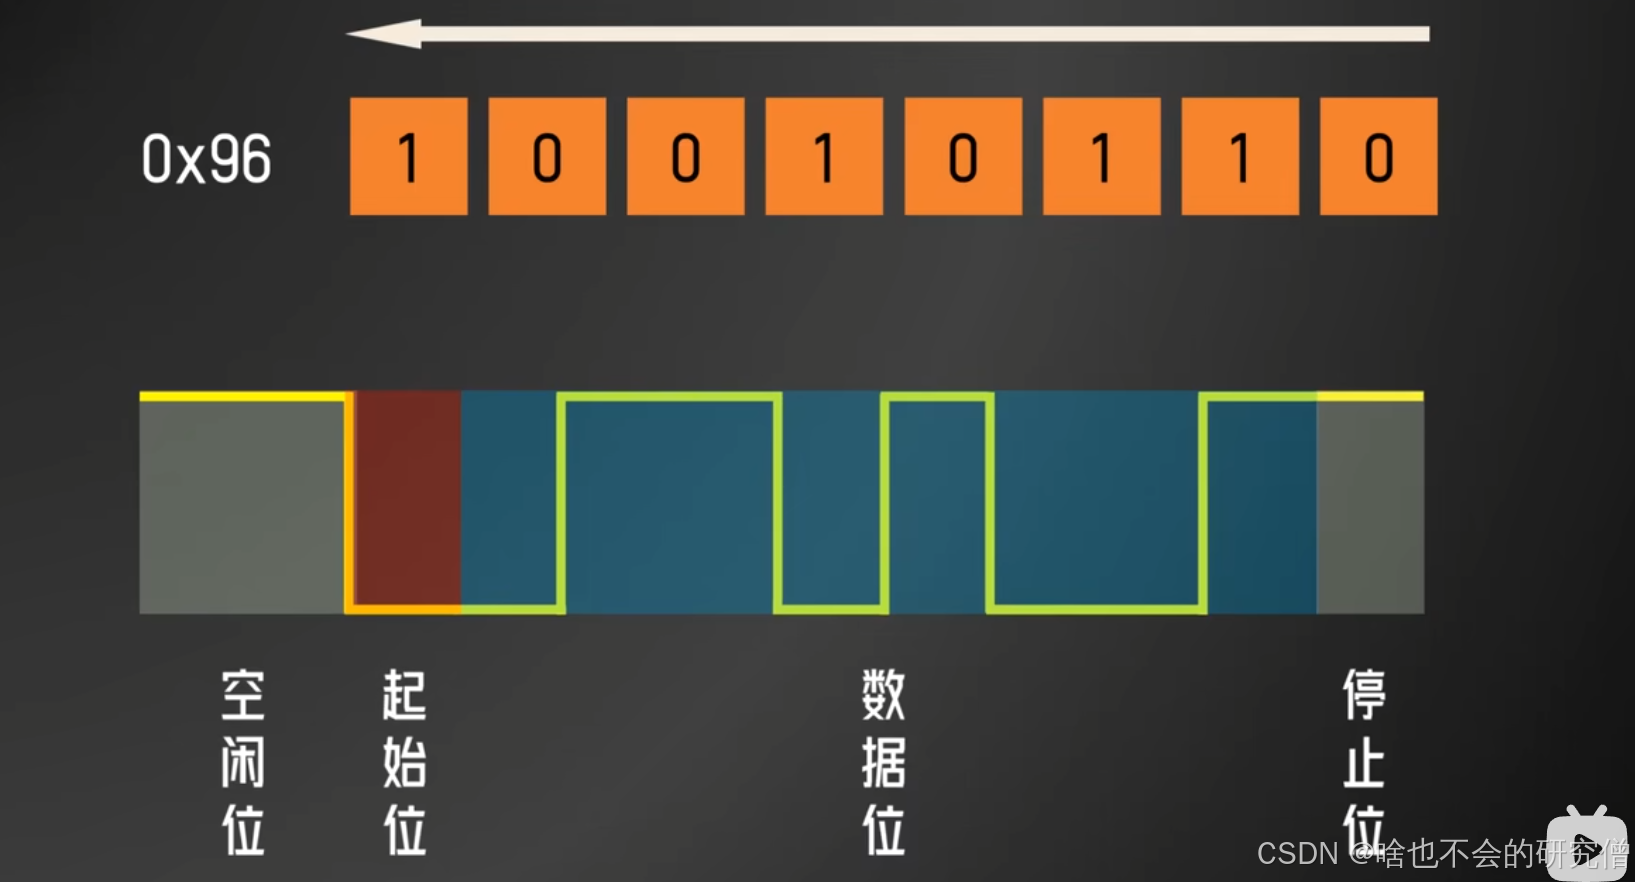 0x96 1 0 0 1 0 1 1 0
空闲位 起始位 数据位 停止位
CSDN @啥也不会的研究僧